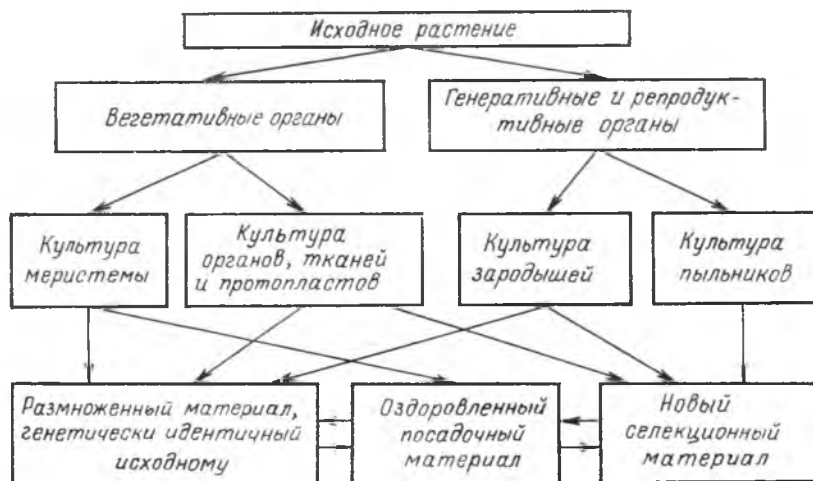 Исходное растение
Вегетативные органы
Генеративные и репродук-
тивные органы
Культура
меристемы
Культура
органов, тканей
и протопластов
Культура
зародышей
Культура
пыльников
Размноженный материал,
генетически идентичный
исходному
Оздоровленный
посадочный
материал
Новый
селекционный
материал